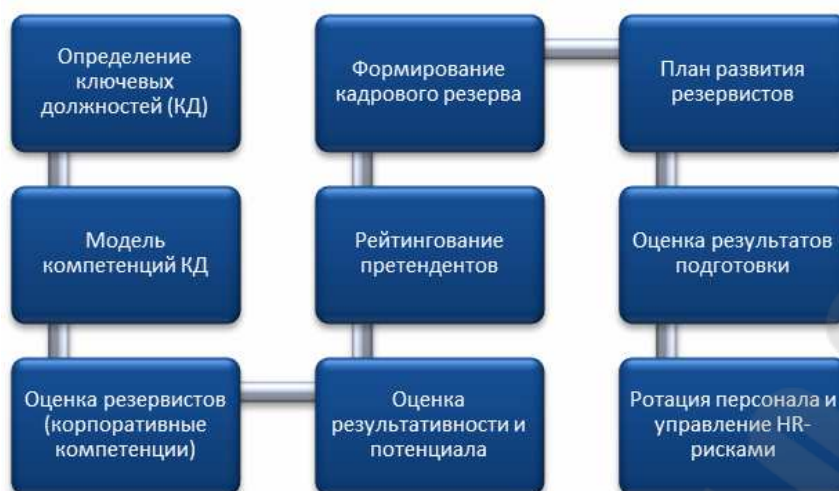 Определение
ключевых
должностей (КД)
Модель
компетенций КД
Оценка резервистов
(корпоративные
компетенции)
Оценка
результативности и
потенциала
Рейтингование
претендентов
Формирование
кадрового резерва
План развития
резервистов
Оценка результатов
подготовки
Ротация персонала и
управление HR-
рисками